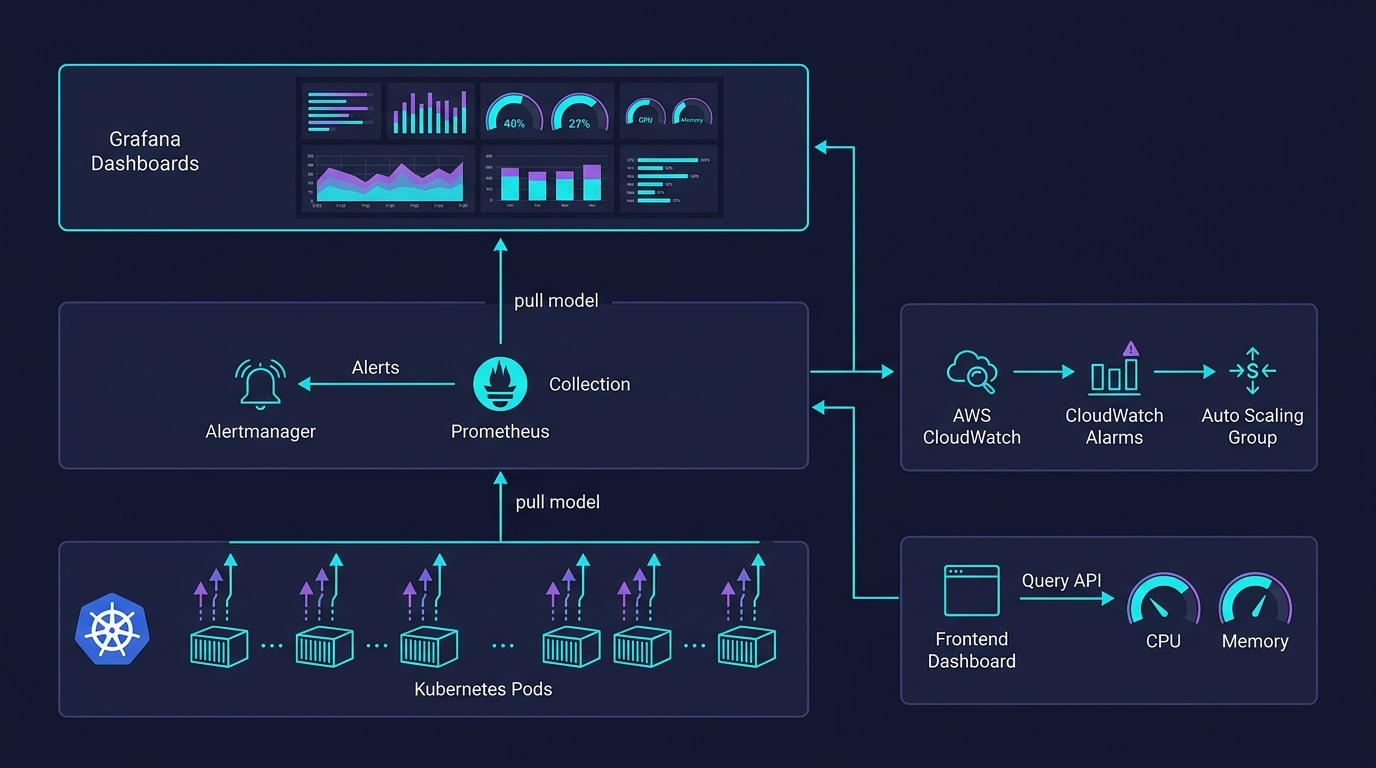 Grafana
Dashboards
40%
27%
CPU
Memory
pull model
Alerts
Collection
Alertmanager
Prometheus
pull model
Kubernetes Pods
AWS
CloudWatch
CloudWatch
Alarms
Auto Scaling
Group
S
Query API
Frontend
Dashboard
CPU
Memory